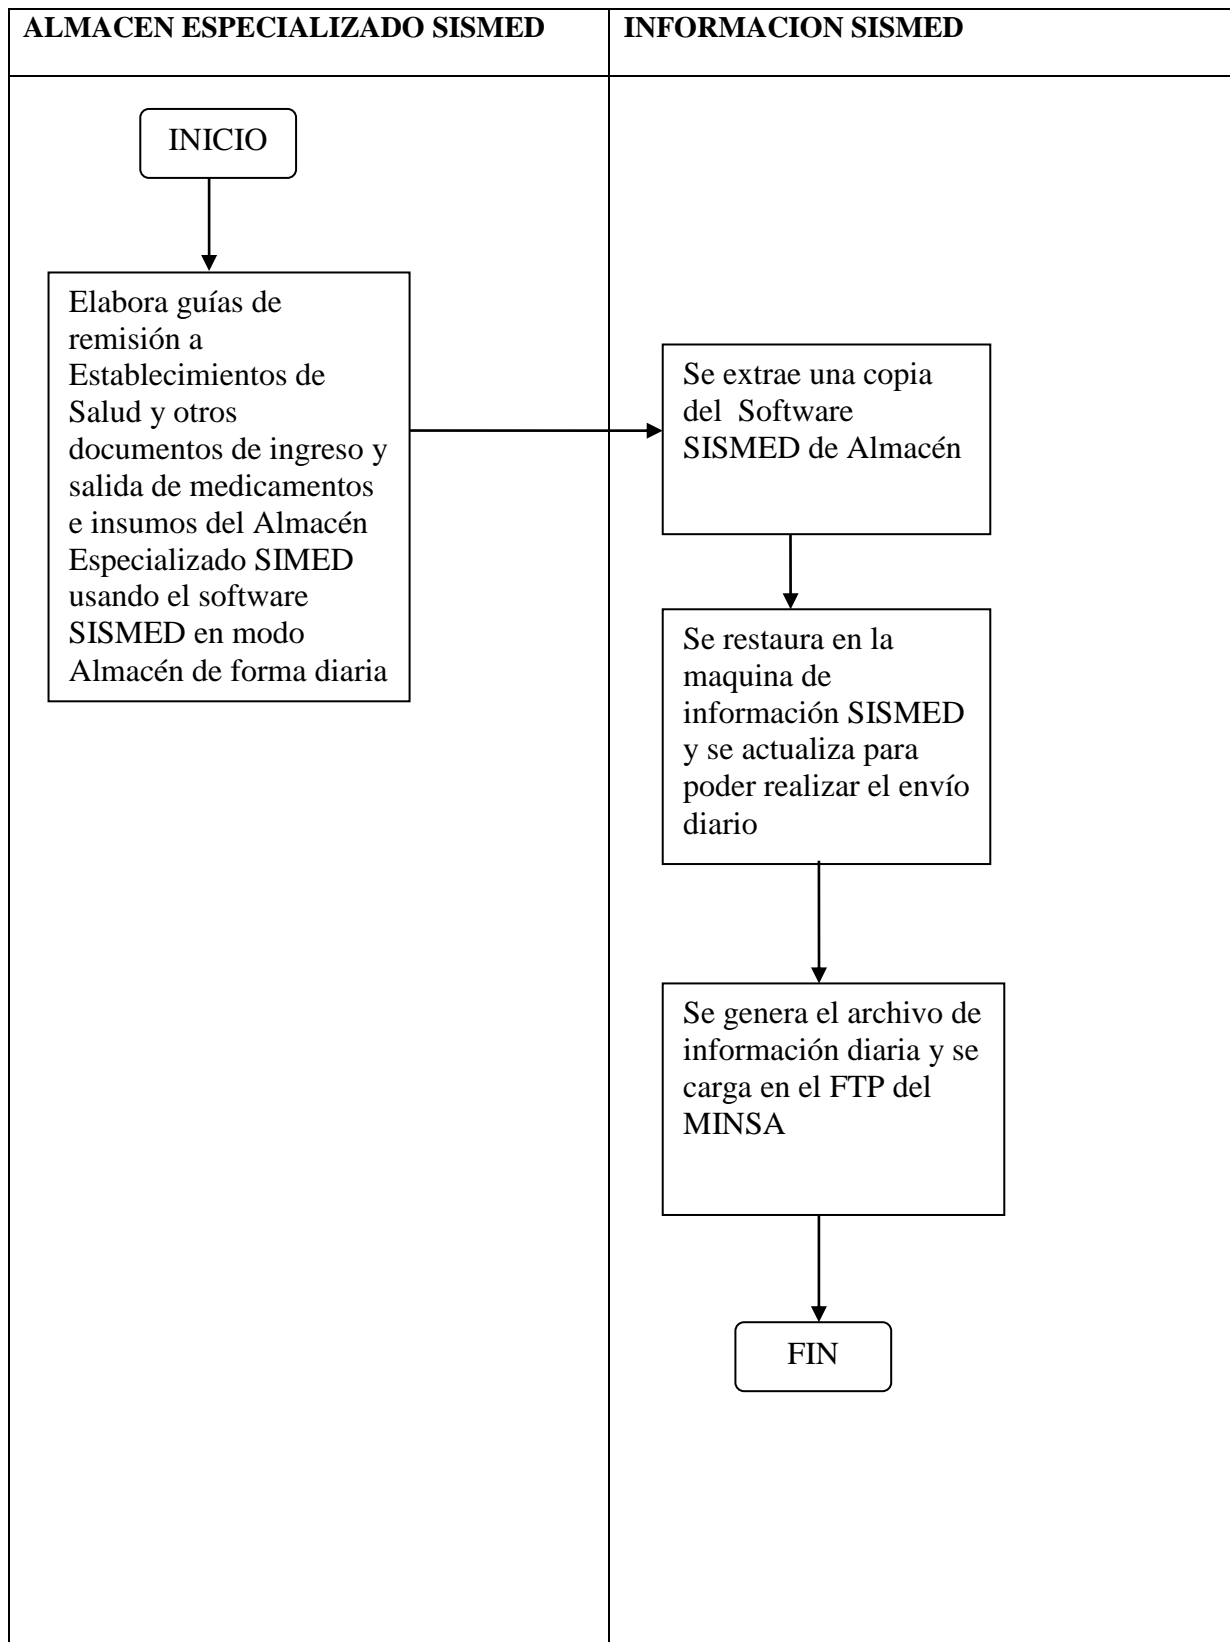 ALMACEN ESPECIALIZADO SISMED
INFORMACION SISMED
INICIO
Elabora guías de
remisión a
Establecimientos de
Salud y otros
documentos de ingreso y
salida de medicamentos
e insumos del Almacén
Especializado SIMED
usando el software
SISMED en modo
Almacén de forma diaria
Se extrae una copia
del Software
SISMED de Almacén
Se restaura en la
maquina de
información SISMED
y se actualiza para
poder realizar el envío
diario
Se genera el archivo de
información diaria y se
carga en el FTP del
MINSA
FIN